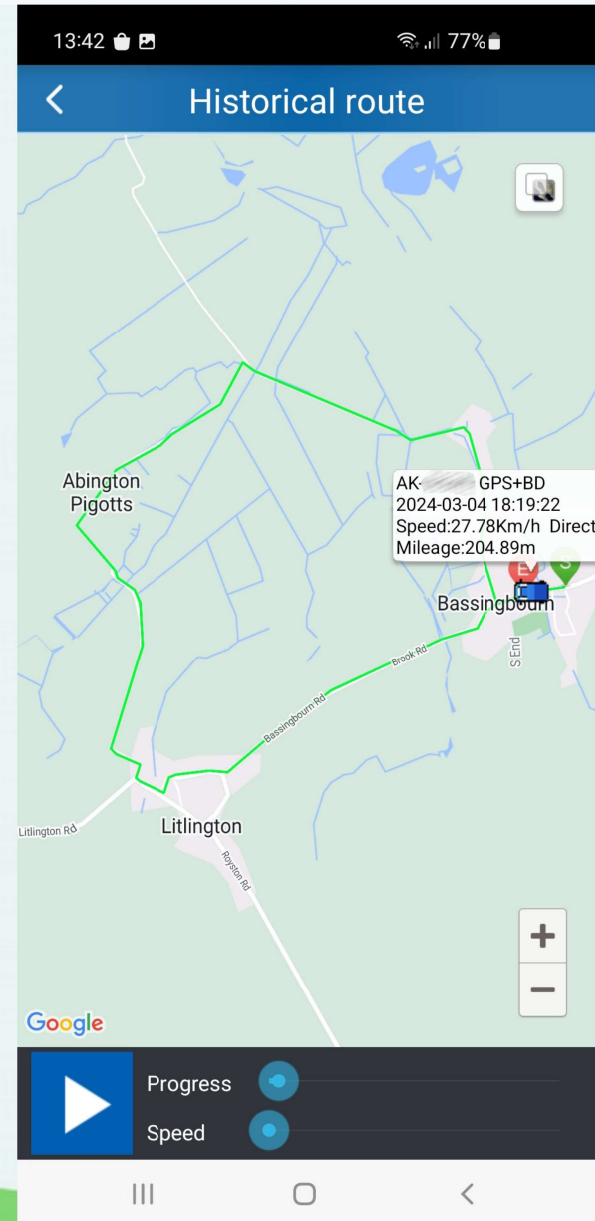 13:42
77%
Historical route
Abington
Pigotts
AK- GPS+BD
2024-03-04 18:19:22
Speed:27.78Km/h Direct
Mileage:204.89m
E
S
Bassingbourn
S End
Brook Rd
Bassingbourn Rd
Litlington Rd
Litlington
Royston Rd
+
−
Google
Progress
Speed